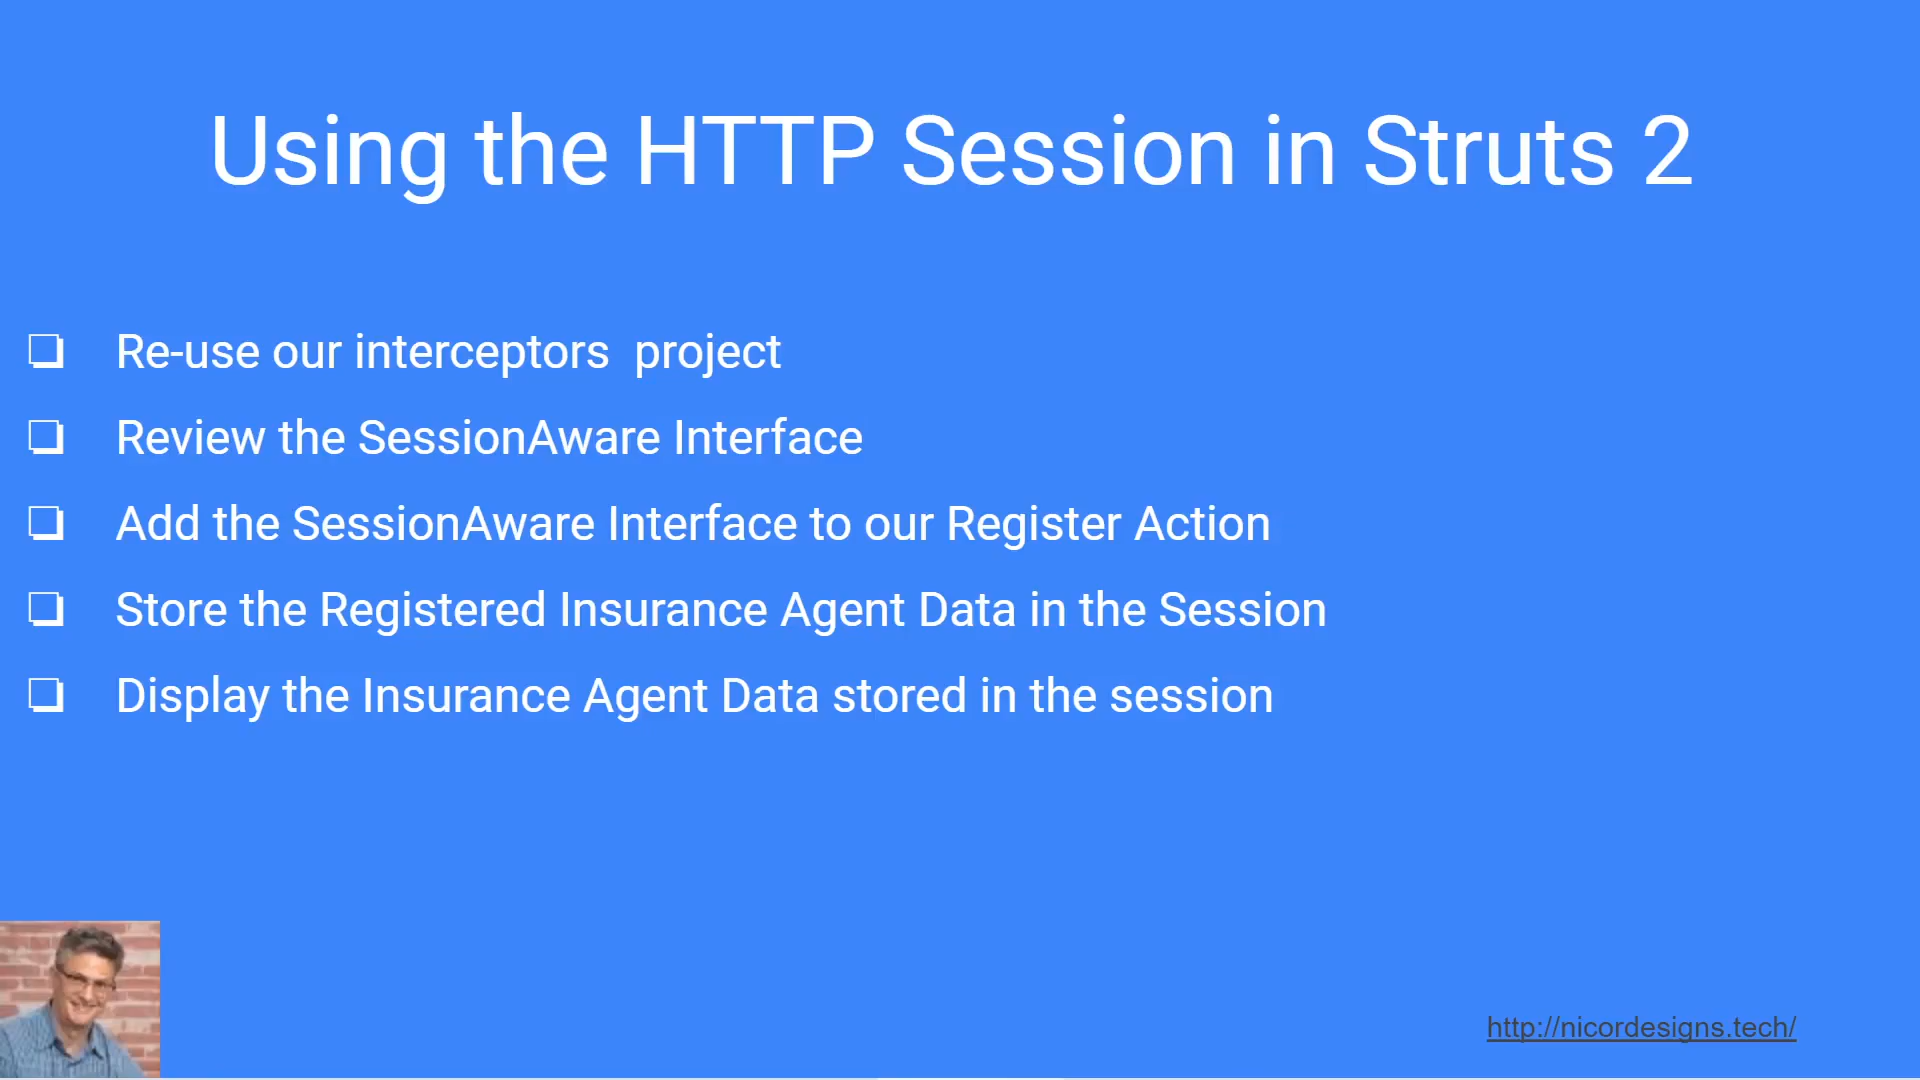 Using the HTTP Session in Struts 2
Re-use our interceptors  project
Review the SessionAware Interface
Add the SessionAware Interface to our Register Action
Store the Registered Insurance Agent Data in the Session
Display the Insurance Agent Data stored in the session
http://nicordesigns.tech/